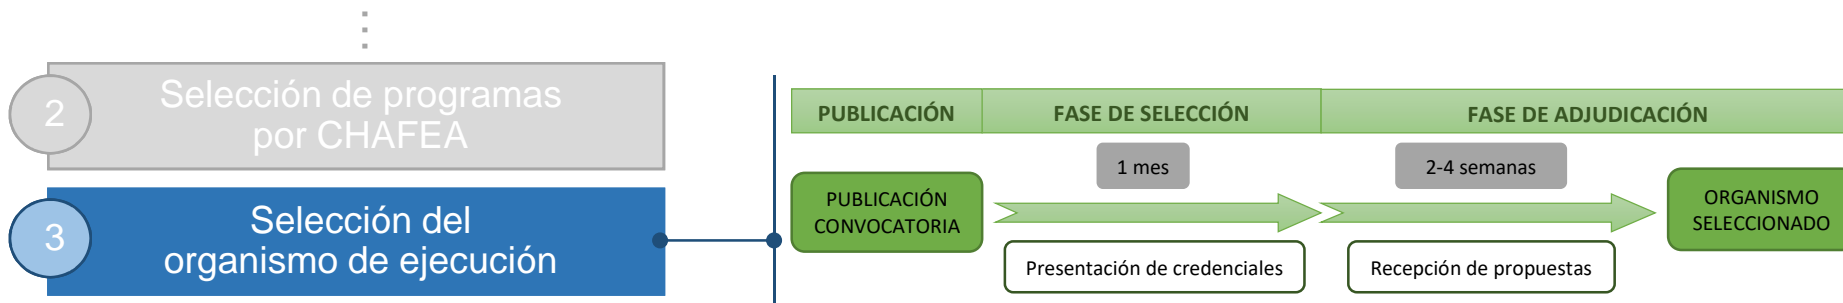 2
Selección de programas
por CHAFEA
3
Selección del
organismo de ejecución
PUBLICACIÓN
FASE DE SELECCIÓN
FASE DE ADJUDICACIÓN
1 mes
2-4 semanas
PUBLICACIÓN
CONVOCATORIA
ORGANISMO
SELECCIONADO
Presentación de credenciales
Recepción de propuestas